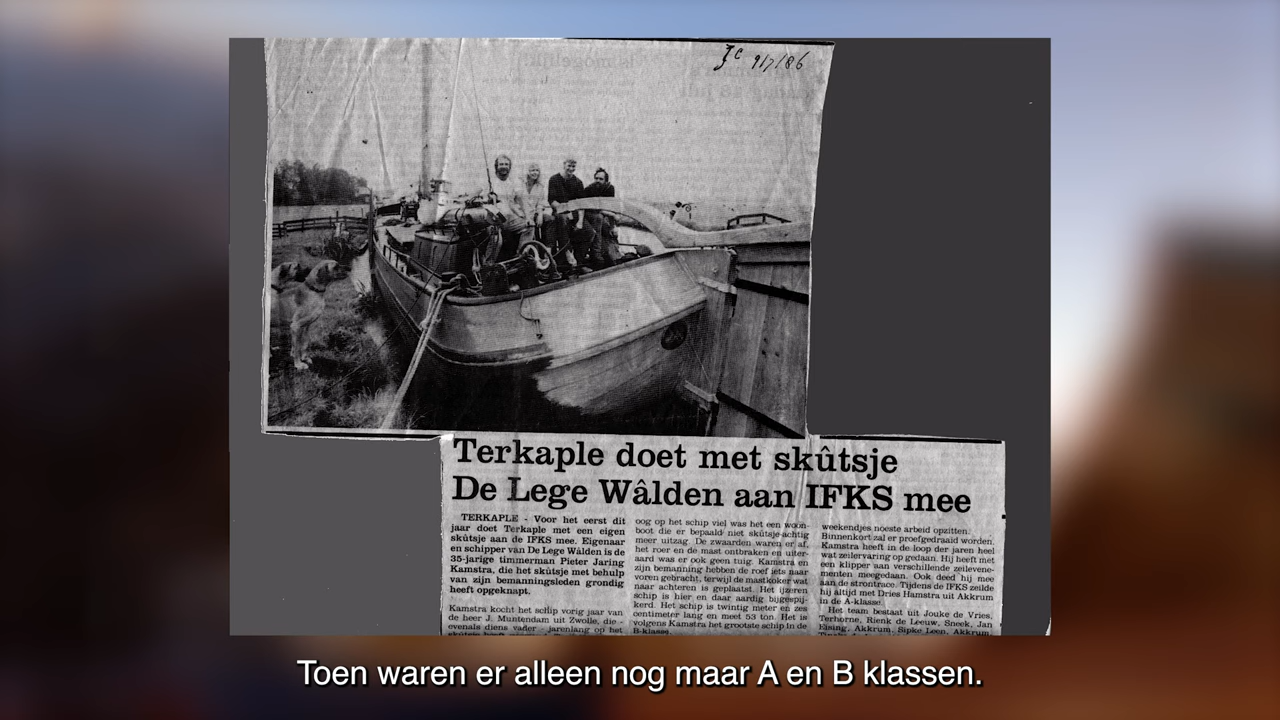 9/7/86
Terkaple doet met skûtsje
De Lege Wâlden aan IFKS mee
TERKAPLE - Voor het eerst dit
jaar doet Terkaple met een eigen
skûtsje aan de IFKS mee. Eigenaar
en schipper van De Lege Wâlden is de
35-jarige timmerman Pieter Jaring
Kamstra, die het skûtsje met behulp
van zijn bemanningsleden grondig
heeft opgeknapt.
Kamstra kocht het schip vorig jaar van
de heer J. Muntendam uit Zwolle, die -
evenals diens vader - jarenlang op het
oog op het schip viel was het een woon-
boot die er bepaald niet skûtsje-achtig
meer uitzag. De zwaarden waren er af,
het roer en de mast ontbraken en uiter-
aard was er ook geen tuig. Kamstra en
zijn bemanning hebben de roef iets naar
voren gebracht, terwijl de mastkoker wat
naar achteren is geplaatst. Het ijzeren
schip is hier en daar aardig bijgespij-
kerd. Het schip is twintig meter en zes
centimeter lang en meet 53 ton. Het is
volgens Kamstra het grootste schip in de
B-klasse.
weekendjes noeste arbeid opzitten.
Binnenkort zal er proefgedraaid worden.
Kamstra heeft in de loop der jaren heel
wat zeilervaring op gedaan. Hij heeft met
een klipper aan verschillende zeilevene-
menten meegedaan. Ook deed hij mee
aan de strontrace. Tijdens de IFKS zeilde
hij altijd met Dries Hamstra uit Akkrum
in de A-klasse.
Het team bestaat uit Jouke de Vries,
Terhorne, Rienk de Leeuw, Sneek, Jan
Eising, Akkrum, Sipke Leen, Akkrum,
Toen waren er alleen nog maar A en B klassen.